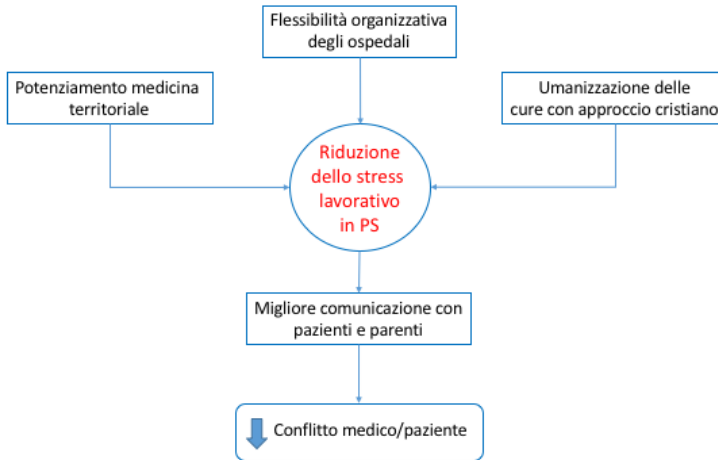 Flessibilità organizzativa
degli ospedali
Potenziamento medicina
territoriale
Umanizzazione delle
cure con approccio cristiano
Riduzione
dello stress
lavorativo
in PS
Migliore comunicazione con
pazienti e parenti
Conflitto medico/paziente